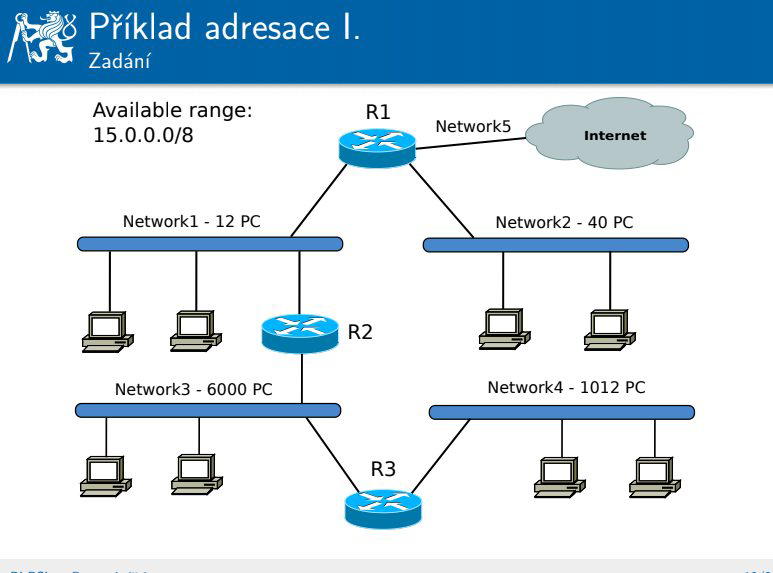 Příklad adresace I.
Zadání
Available range:
15.0.0.0/8
R1
Network5
Internet
Network1 - 12 PC
Network2 - 40 PC
R2
Network3 - 6000 PC
Network4 - 1012 PC
R3